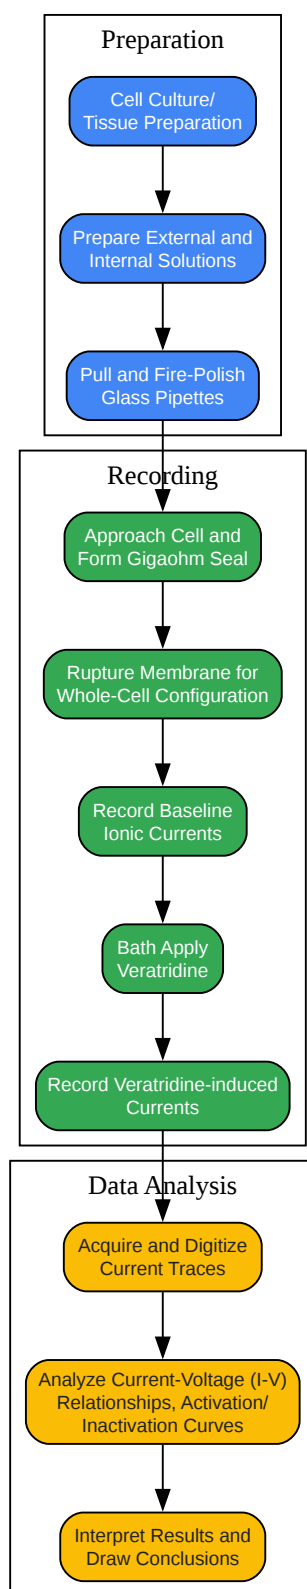 Preparation
Cell Culture/
Tissue Preparation
Prepare External and
Internal Solutions
Pull and Fire-Polish
Glass Pipettes
Recording
Approach Cell and
Form Gigaohm Seal
Rupture Membrane for
Whole-Cell Configuration
Record Baseline
Ionic Currents
Bath Apply
Veratridine
Record Veratridine-induced
Currents
Data Analysis
Acquire and Digitize
Current Traces
Analyze Current-Voltage (I-V)
Relationships, Activation/
Inactivation Curves
Interpret Results and
Draw Conclusions